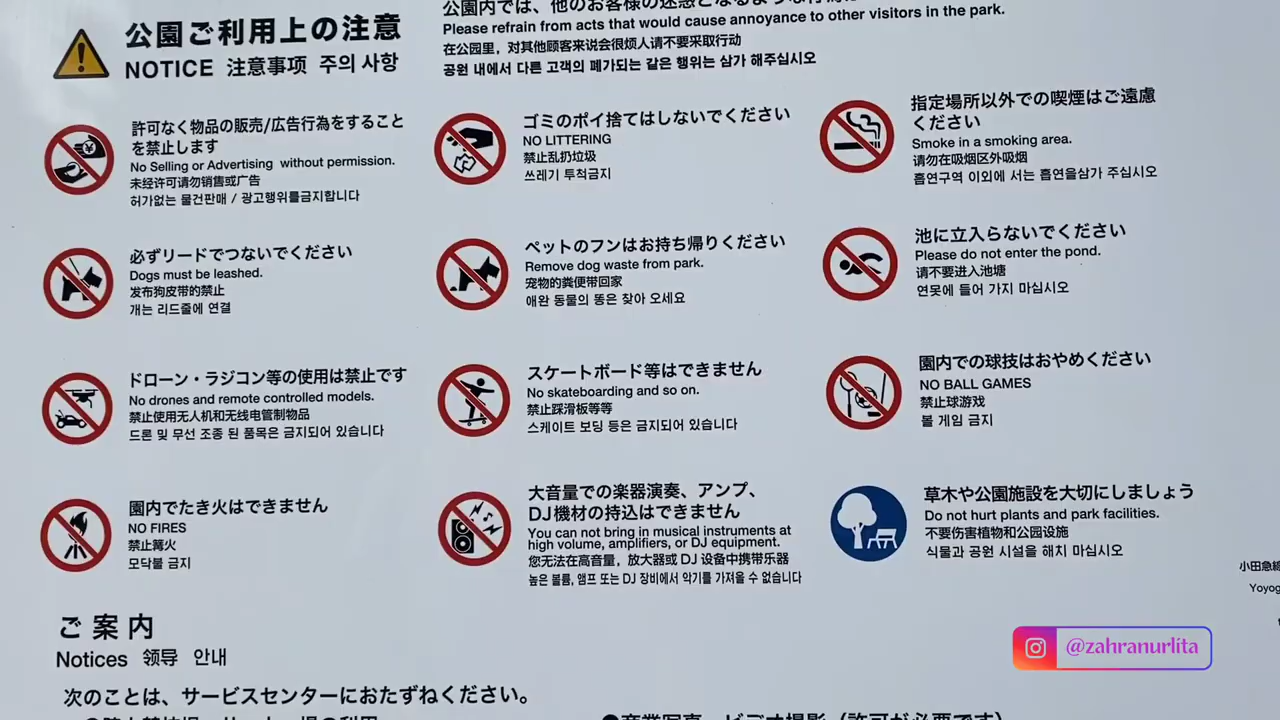 公園ご利用上の注意
NOTICE 注意事项 주의 사항
公園内では、他のお客様の迷惑となるような行為
Please refrain from acts that would cause annoyance to other visitors in the park.
在公园里，对其他顾客来说会很烦人请不要采取行动
공원 내에서 다른 고객의 폐가되는 같은 행위는 삼가 해주십시오
許可なく物品の販売/広告行為をすること
を禁止します
No Selling or Advertising without permission.
未经许可请勿销售或广告
허가없는 물건판매 / 광고행위를금지합니다
ゴミのポイ捨てはしないでください
NO LITTERING
禁止乱扔垃圾
쓰레기 투척금지
指定場所以外での喫煙はご遠慮
ください
Smoke in a smoking area.
请勿在吸烟区外吸烟
흡연구역 이외에 서는 흡연을삼가 주십시오
必ずリードでつないでください
Dogs must be leashed.
发布狗皮带的禁止
개는 리드줄에 연결
ペットのフンはお持ち帰りください
Remove dog waste from park.
宠物的粪便带回家
애완 동물의 똥은 찾아 오세요
池に立入らないでください
Please do not enter the pond.
请不要进入池塘
연못에 들어 가지 마십시오
ドローン・ラジコン等の使用は禁止です
No drones and remote controlled models.
禁止使用无人机和无线电管制物品
드론 및 무선 조종 된 품목은 금지되어 있습니다
スケートボード等はできません
No skateboarding and so on.
禁止踩滑板等等
스케이트 보딩 등은 금지되어 있습니다
園内での球技はおやめください
NO BALL GAMES
禁止球游戏
볼 게임 금지
園内でたき火はできません
NO FIRES
禁止篝火
모닥불 금지
大音量での楽器演奏、アンプ、
DJ機材の持込はできません
You can not bring in musical instruments at
high volume, amplifiers, or DJ equipment.
您无法在高音量，放大器或 DJ 设备中携带乐器
높은 볼륨, 앰프 또는 DJ 장비에서 악기를 가져올 수 없습니다
草木や公園施設を大切にしましょう
Do not hurt plants and park facilities.
不要伤害植物和公园设施
식물과 공원 시설을 해치 마십시오
小田急線
Yoyog
ご案内
Notices 领导 안내
@zahranurlita
次のことは、サービスセンターにおたずねください。
●産業写真・ビデオ撮影（許可が必要です）